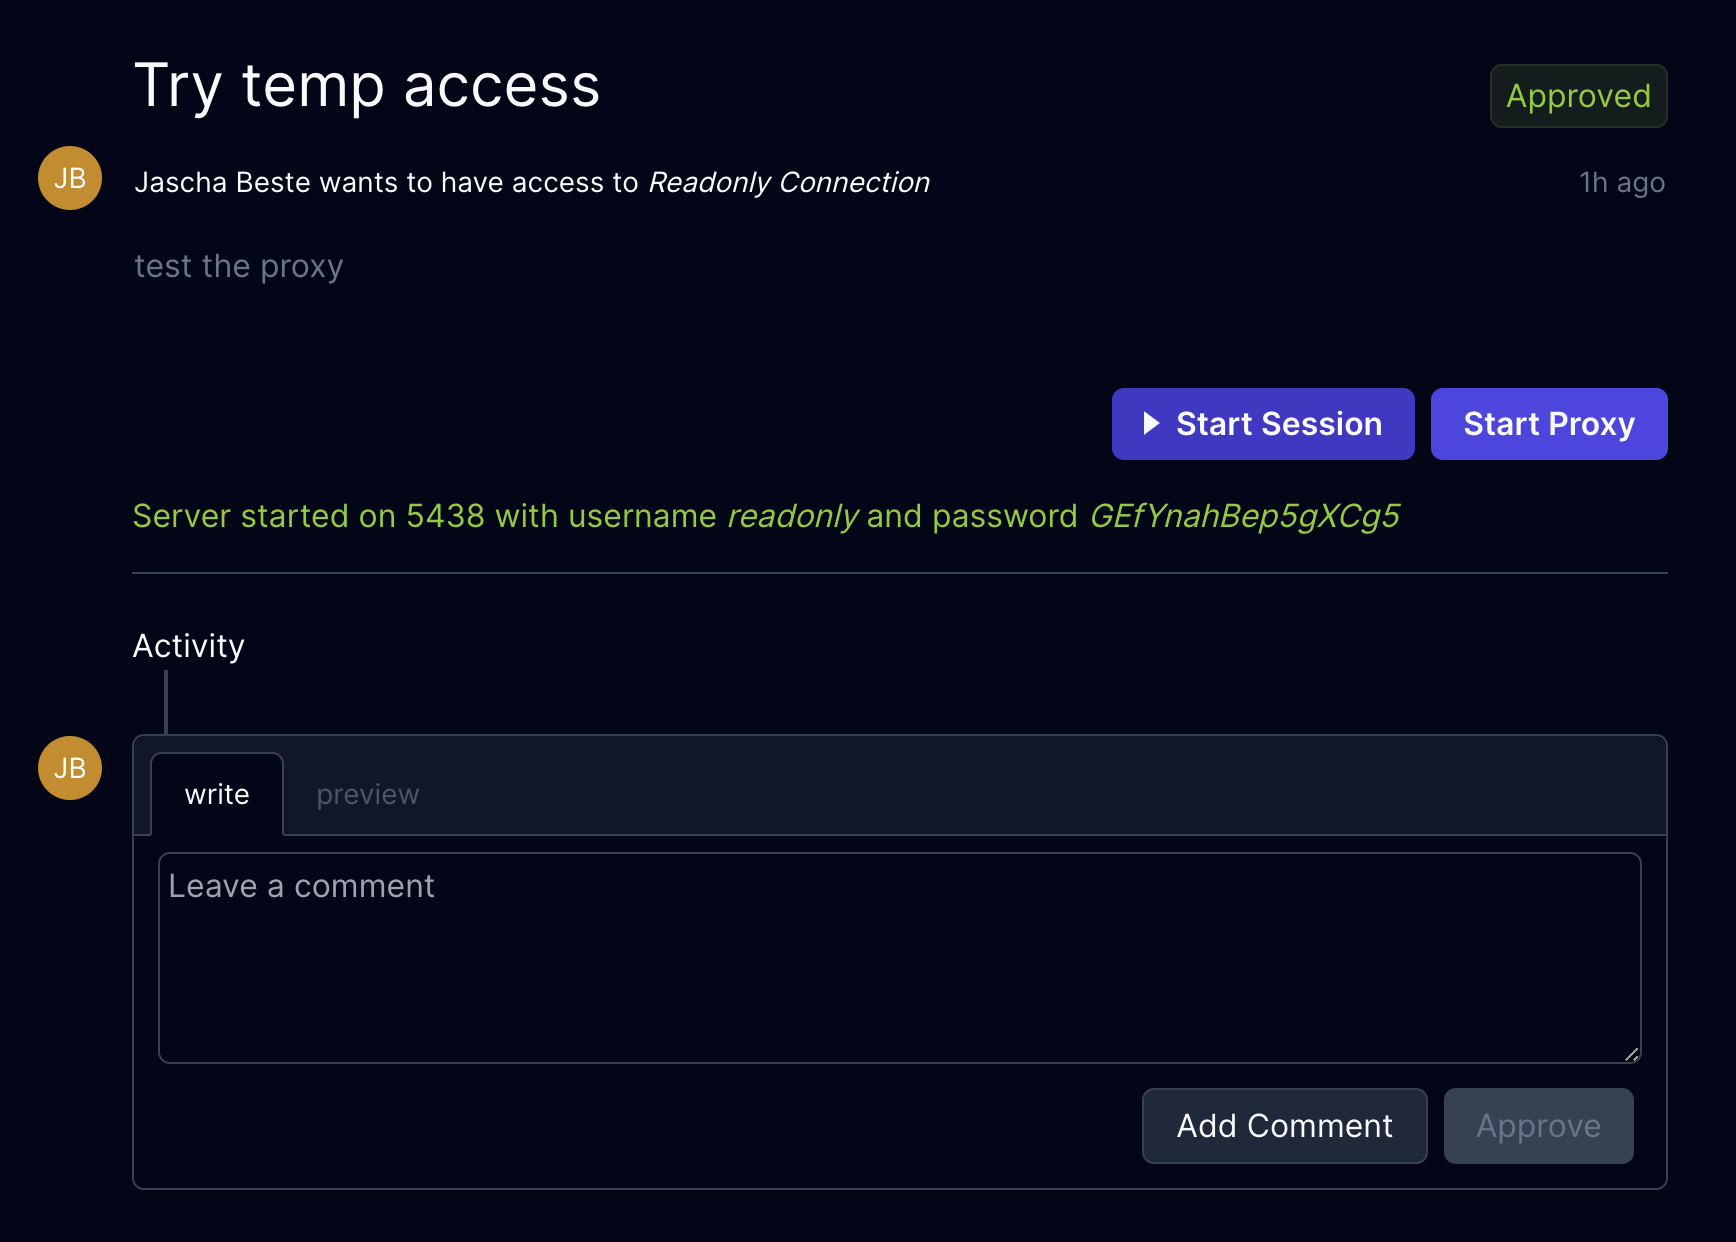 Try temp access
Approved
JB
Jascha Beste wants to have access to Readonly Connection
1h ago
test the proxy
Start Session
Start Proxy
Server started on 5438 with username readonly and password GEfYnahBep5gXCg5
Activity
JB
write
preview
Leave a comment
Add Comment
Approve